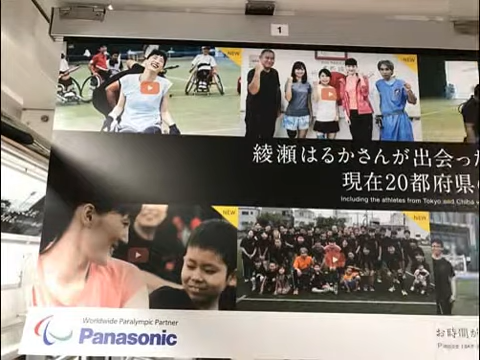 1
NEW
NEW
綾瀬はるかさんが出会った
現在20都府県の
Including the athletes from Tokyo and Chiba
NEW
NEW
Worldwide Paralympic Partner
Panasonic
お時間が
Please take